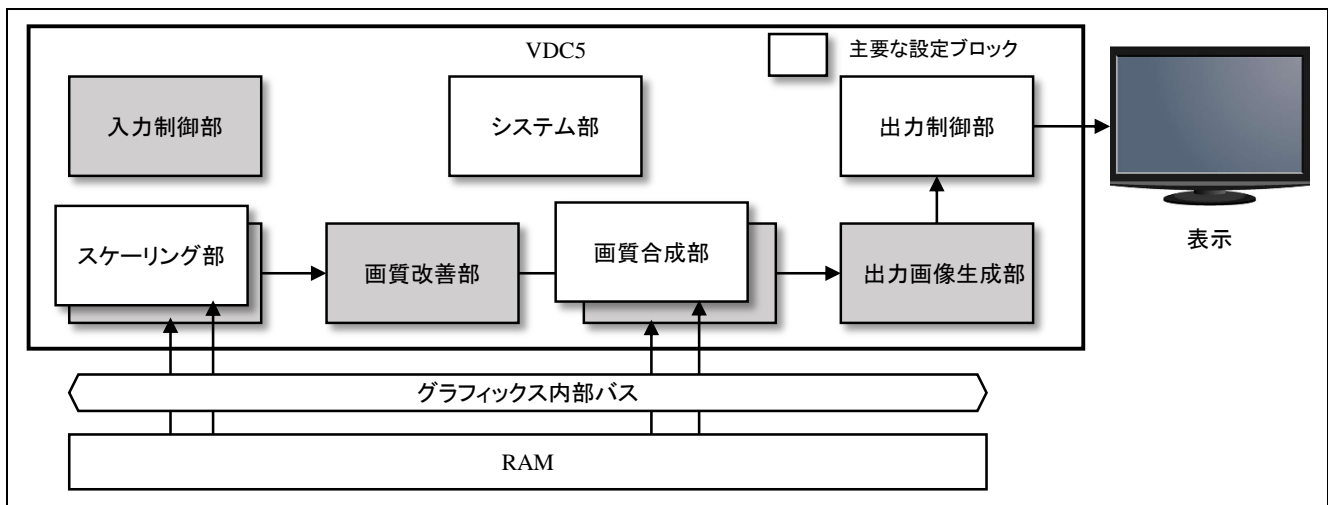 VDC5
主要な設定ブロック
入力制御部
システム部
出力制御部
スケーリング部
画質改善部
画質合成部
出力画像生成部
表示
グラフィックス内部バス
RAM